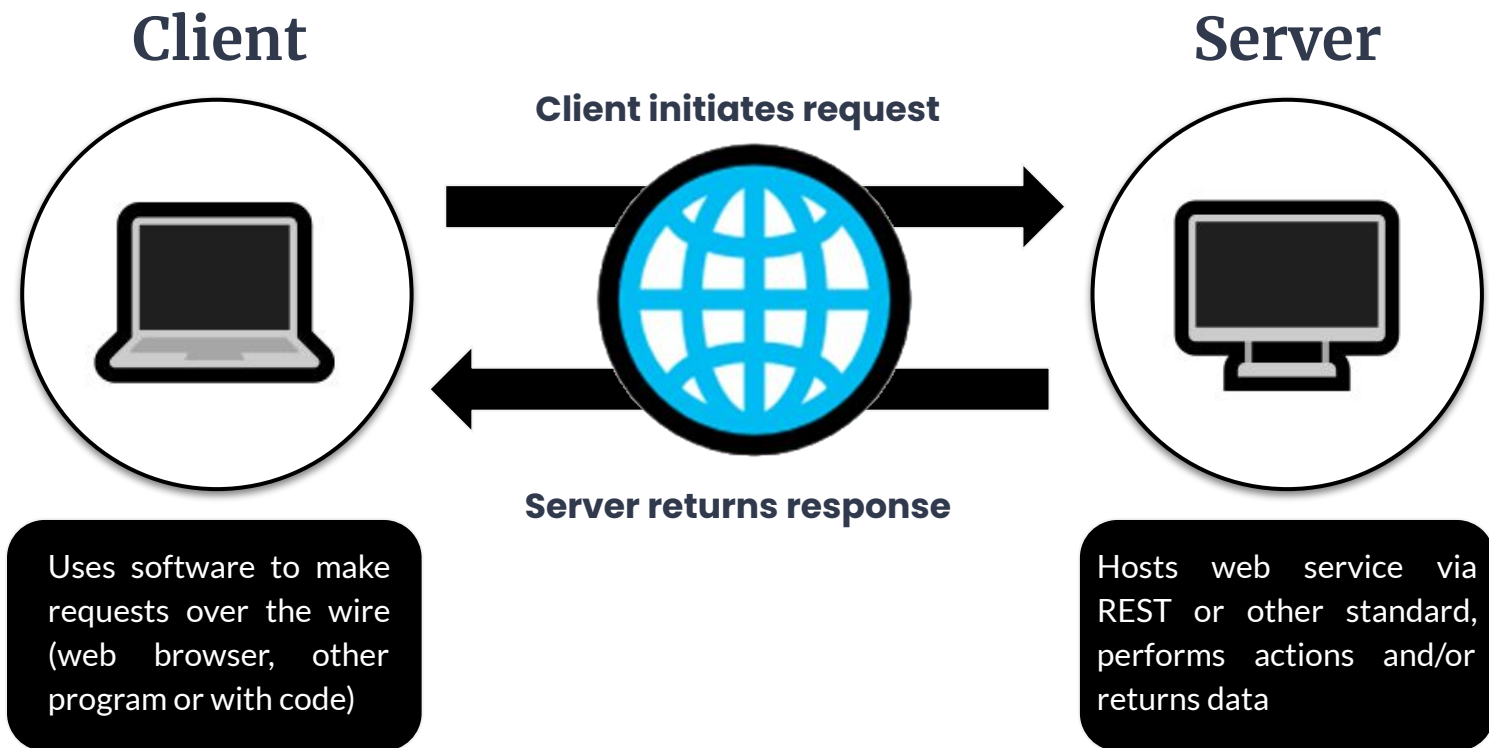 Client
Server
Client initiates request
Server returns response
Uses software to make
requests over the wire
(web browser, other
program or with code)
Hosts web service via
REST or other standard,
performs actions and/or
returns data